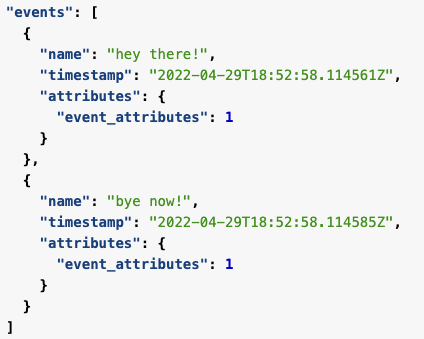 "events": [
  {
    "name": "hey there!",
    "timestamp": "2022-04-29T18:52:58.114561Z",
    "attributes": {
      "event_attributes": 1
    }
  },
  {
    "name": "bye now!",
    "timestamp": "2022-04-29T18:52:58.114585Z",
    "attributes": {
      "event_attributes": 1
    }
  }
]